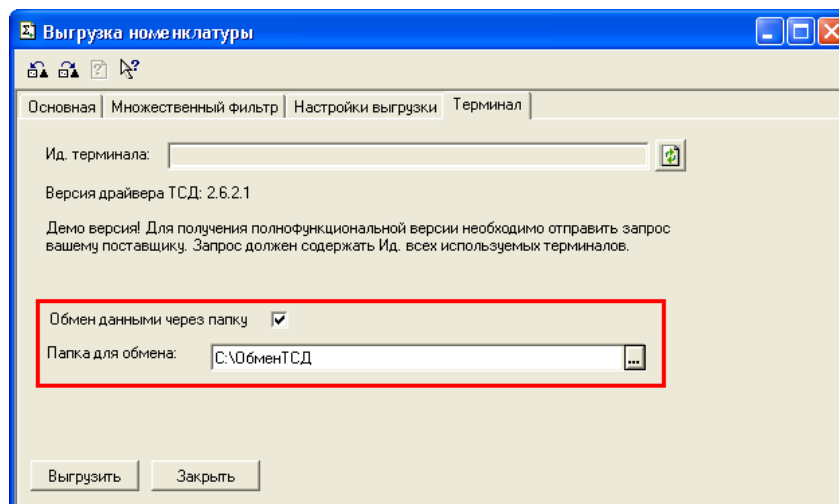 Выгрузка номенклатуры
Основная Множественный фильтр Настройки выгрузки Терминал
Ид. терминала:
Версия драйвера ТСД: 2.6.2.1
Демо версия! Для получения полнофункциональной версии необходимо отправить запрос
вашему поставщику. Запрос должен содержать Ид. всех используемых терминалов.
Обмен данными через папку
Папка для обмена: C:\ОбменТСД ...
Выгрузить Закрыть